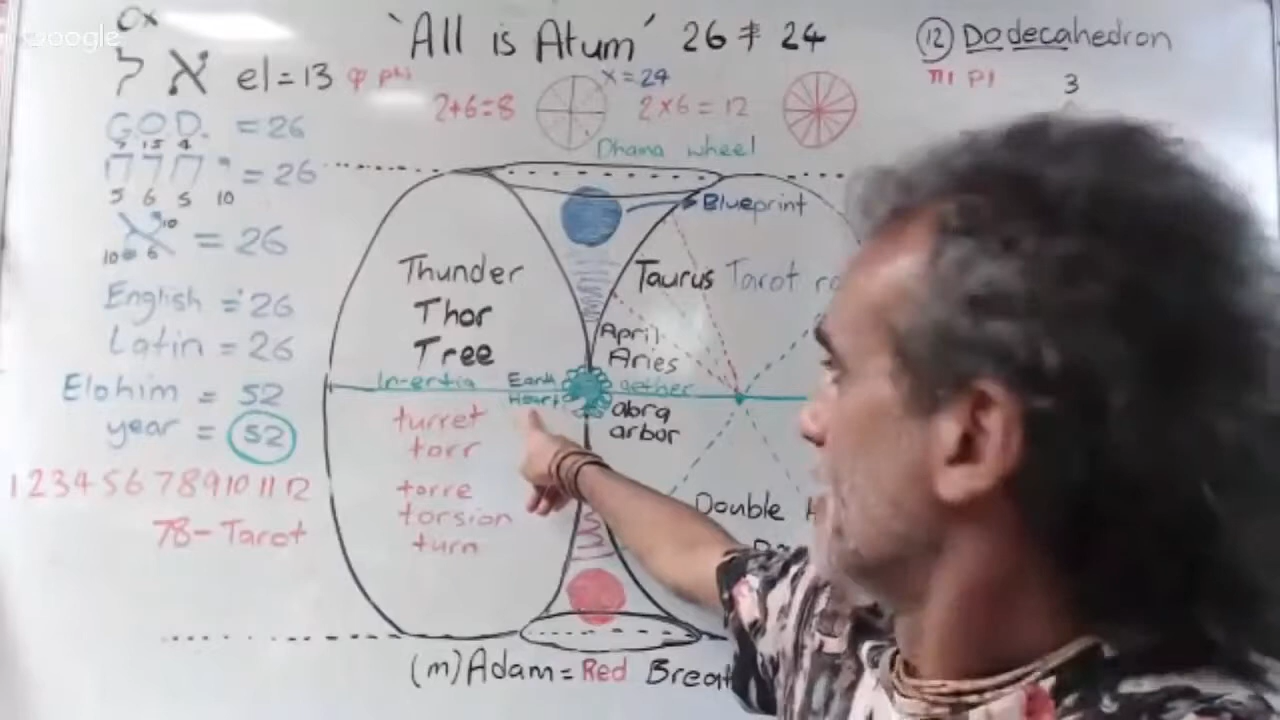 Google
Ox
'All is Atum' 26 ≠ 24
(12) Dodecahedron
ל א el = 13 φ phi
x = 24
π1 P1
3
2+6=8
2x6 = 12
G.O.D. = 26
7 15 4
Dhama wheel
= 26
5 6 5 10
Blueprint
10
= 26
10 6
Thunder
Taurus Tarot
English = 26
Thor
April
Latin = 26
Tree
Aries
Elohim = 52
In-ertia
Earth
aether
Heart
abra
year = 52
turret
arbor
torr
1 2 3 4 5 6 7 8 9 10 11 12
torre
Double
78 - Tarot
torsion
turn
(m) Adam = Red